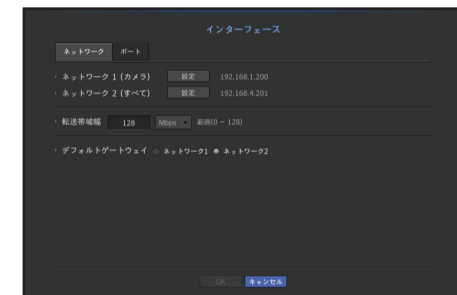 インターフェース
ネットワーク ポート
ネットワーク 1 (カメラ) 設定 192.168.1.200
ネットワーク 2 (すべて) 設定 192.168.4.201
転送帯域幅 128 Mbps 範囲(0 ~ 128)
デフォルトゲートウェイ ネットワーク1 ネットワーク2
OK キャンセル